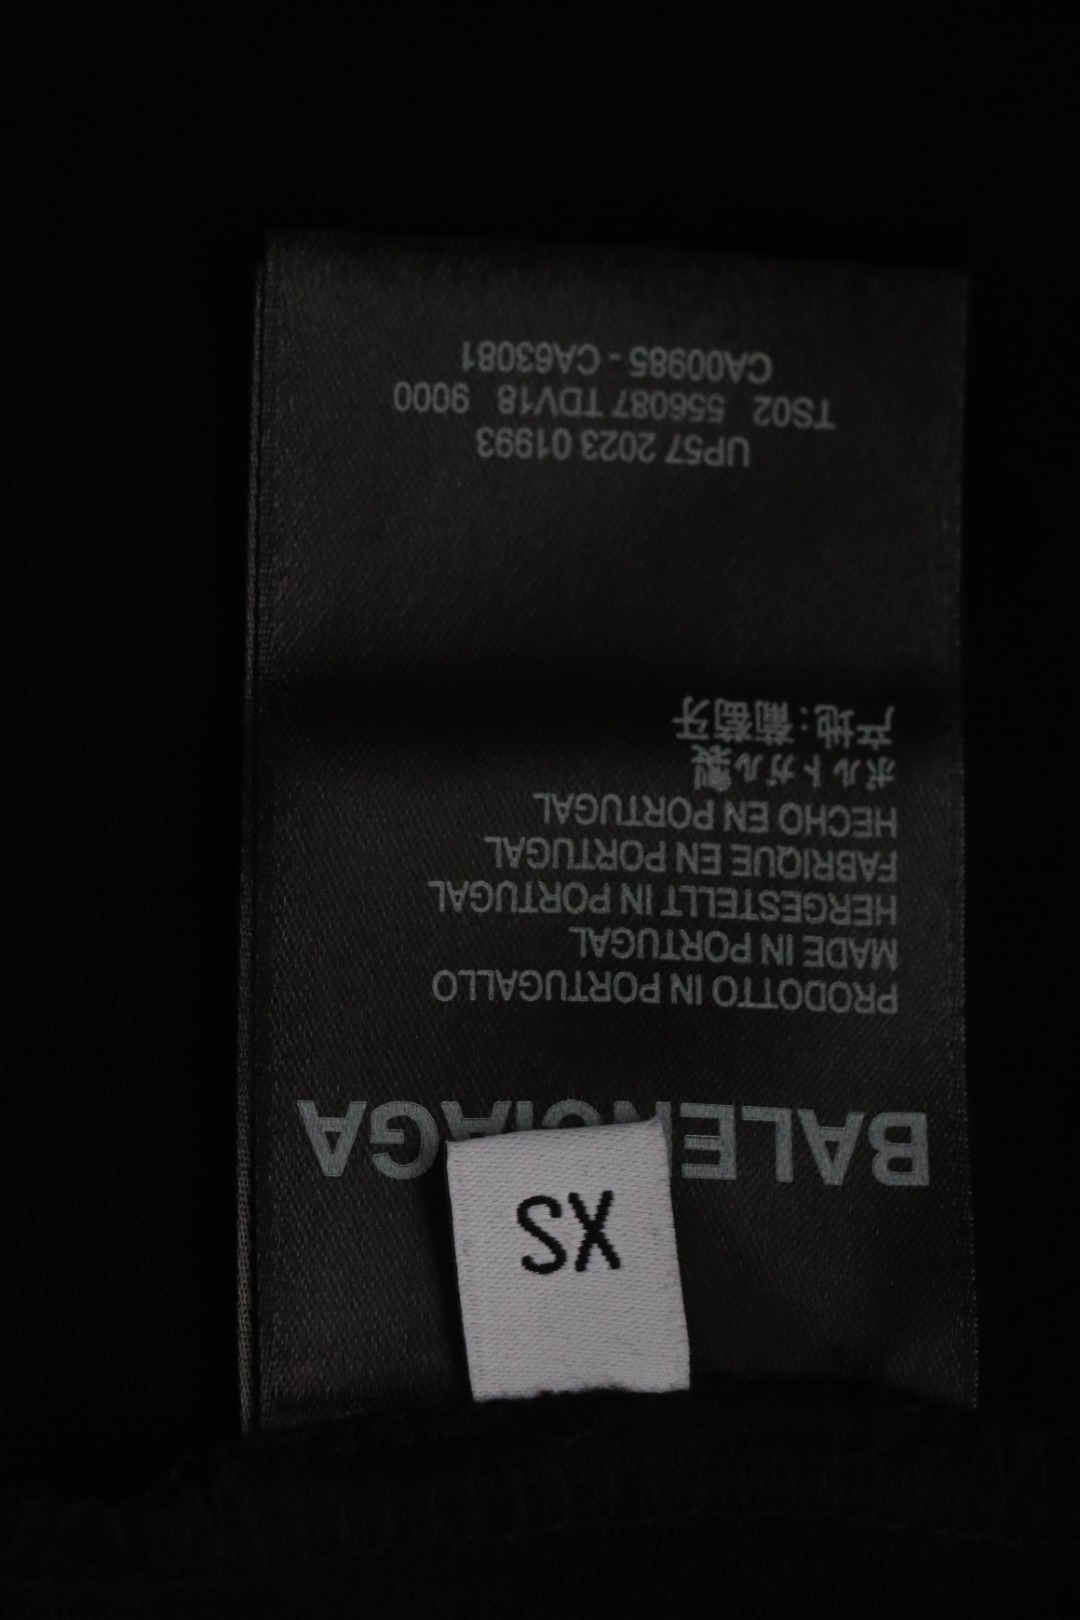 XS
BALENCIAGA
PRODOTTO IN PORTUGALLO
MADE IN PORTUGAL
HERGESTELLT IN PORTUGAL
FABRIQUE EN PORTUGAL
HECHO EN PORTUGAL
ポルトガル製
产地:葡萄牙
UP57 2023 01993
TS02 556087 TDV18 9000
CA00985 - CA63081